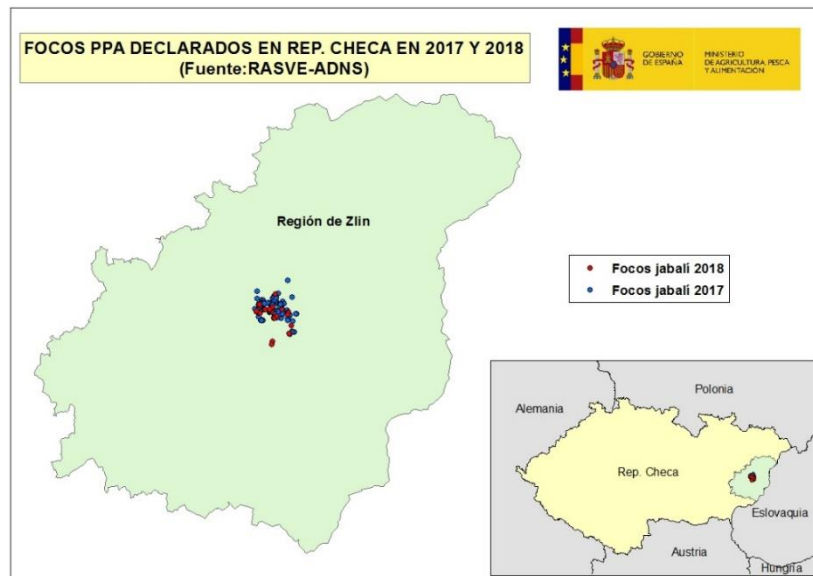 FOCOS PPA DECLARADOS EN REP. CHECA EN 2017 Y 2018
(Fuente:RASVE-ADNS)
GOBIERNO
DE ESPAÑA
MINISTERIO
DE AGRICULTURA, PESCA
Y ALIMENTACIÓN
Región de Zlin
Focos jabalí 2018
Focos jabalí 2017
Polonia
Alemania
Rep. Checa
Eslovaquia
Austria
Hungría